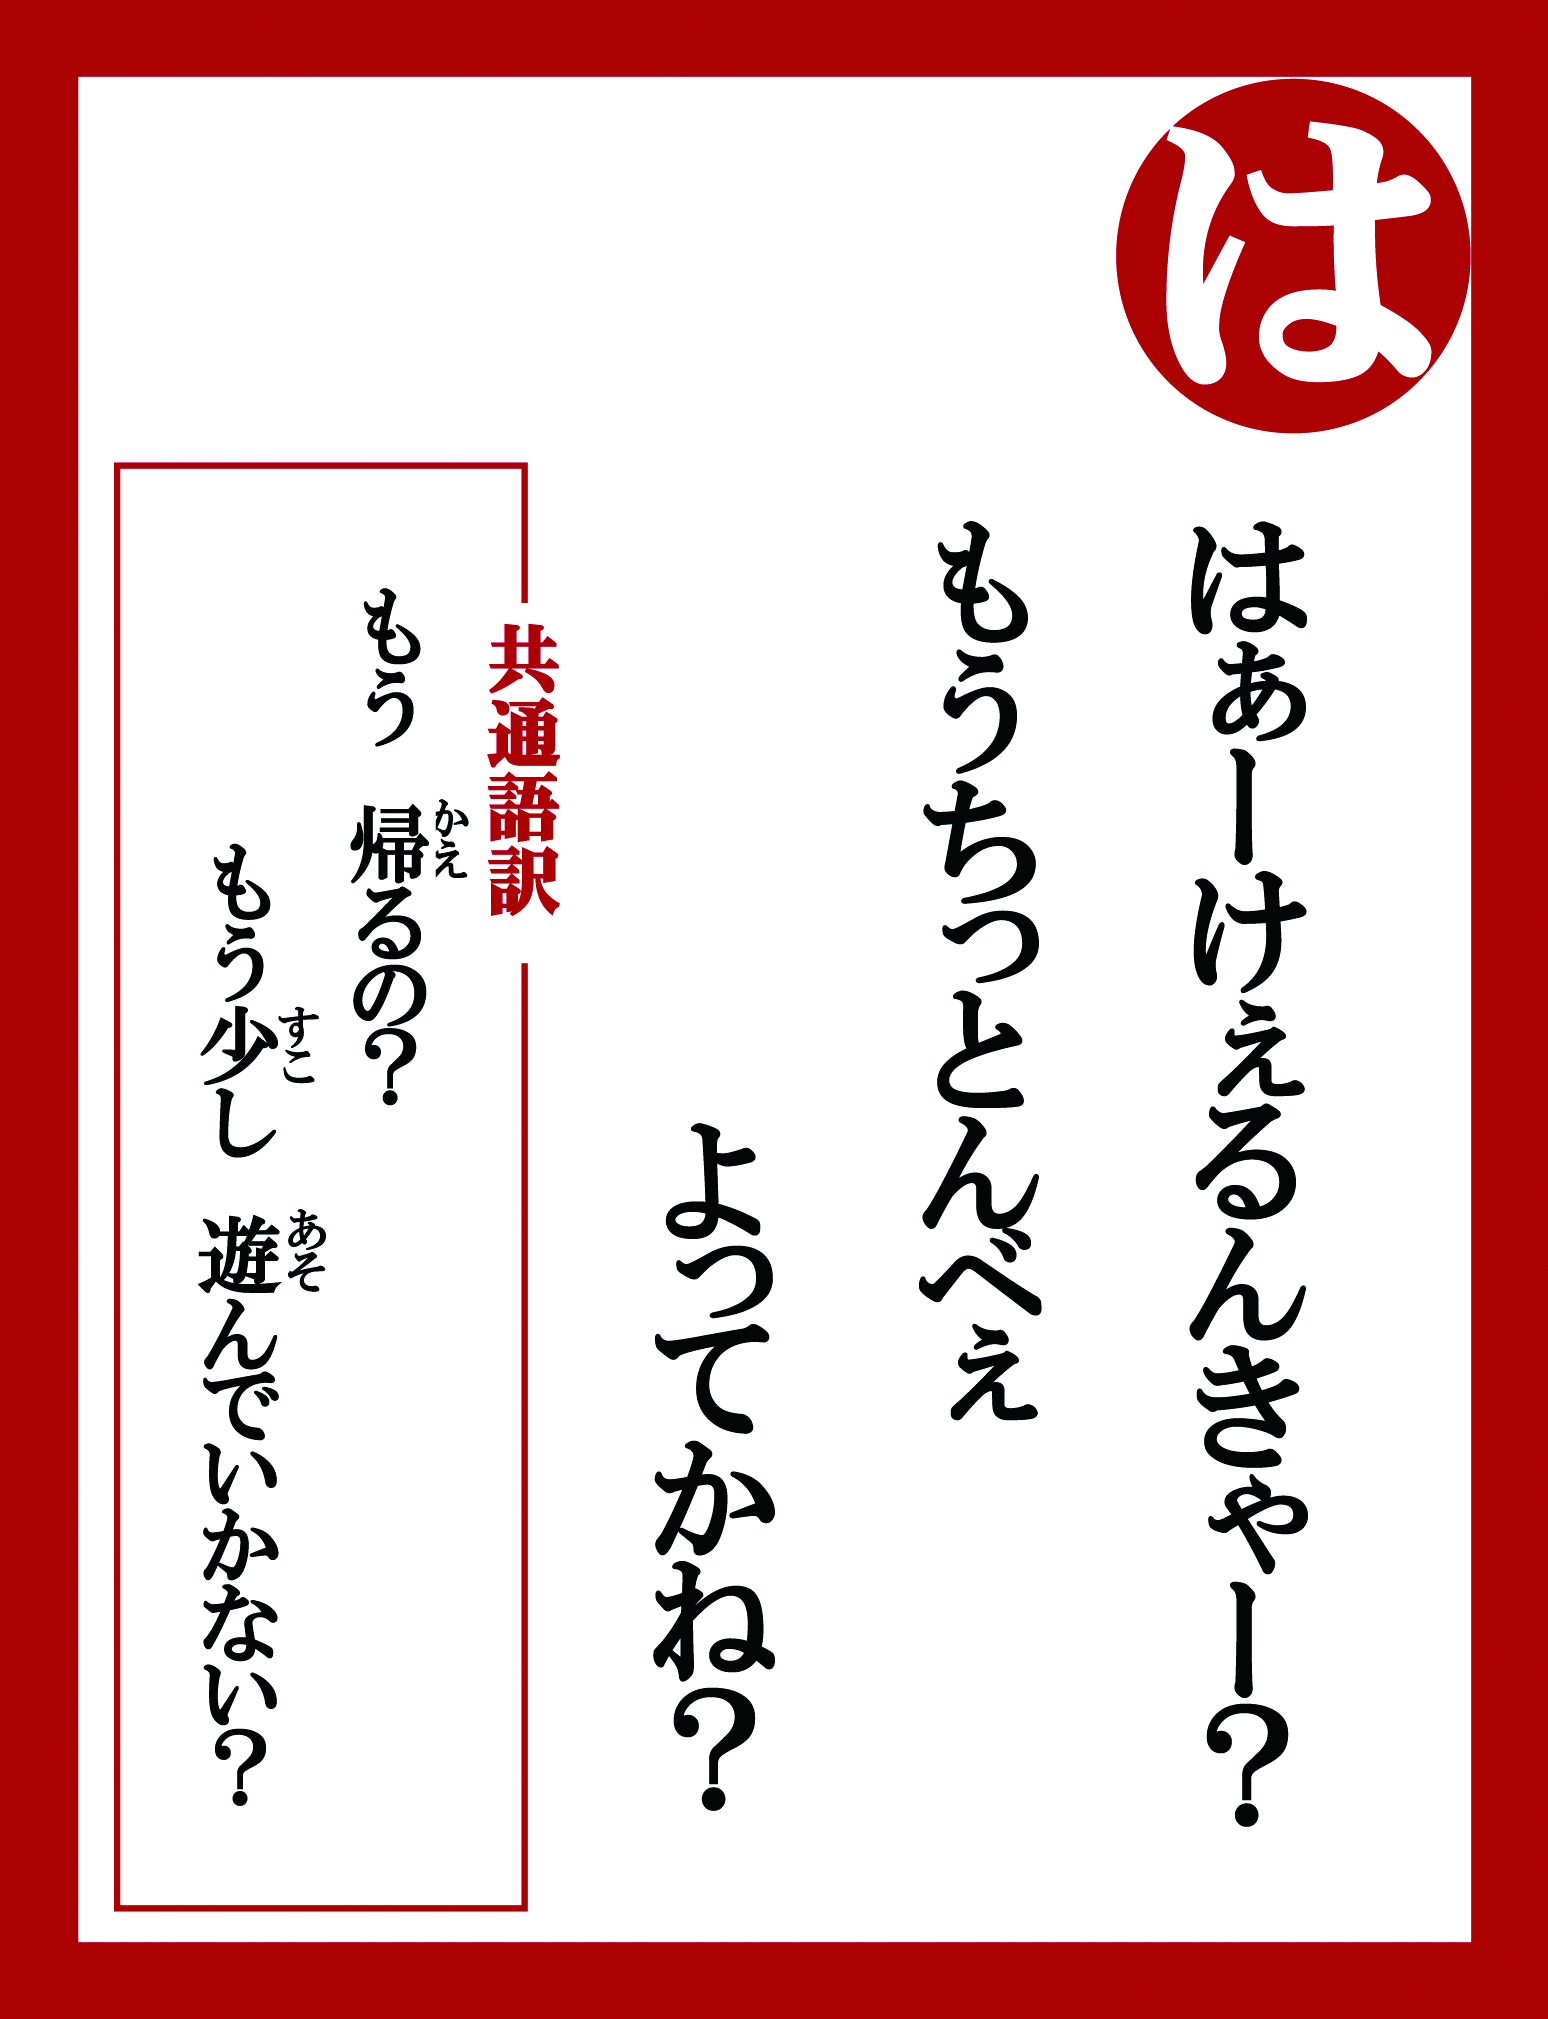 は
はぁーけぇるんきゃー?
もうちっとんべぇ
よってかね?
共通語訳
もう 帰るの?
かえ
もう少し 遊んでいかない?
すこ
あそ